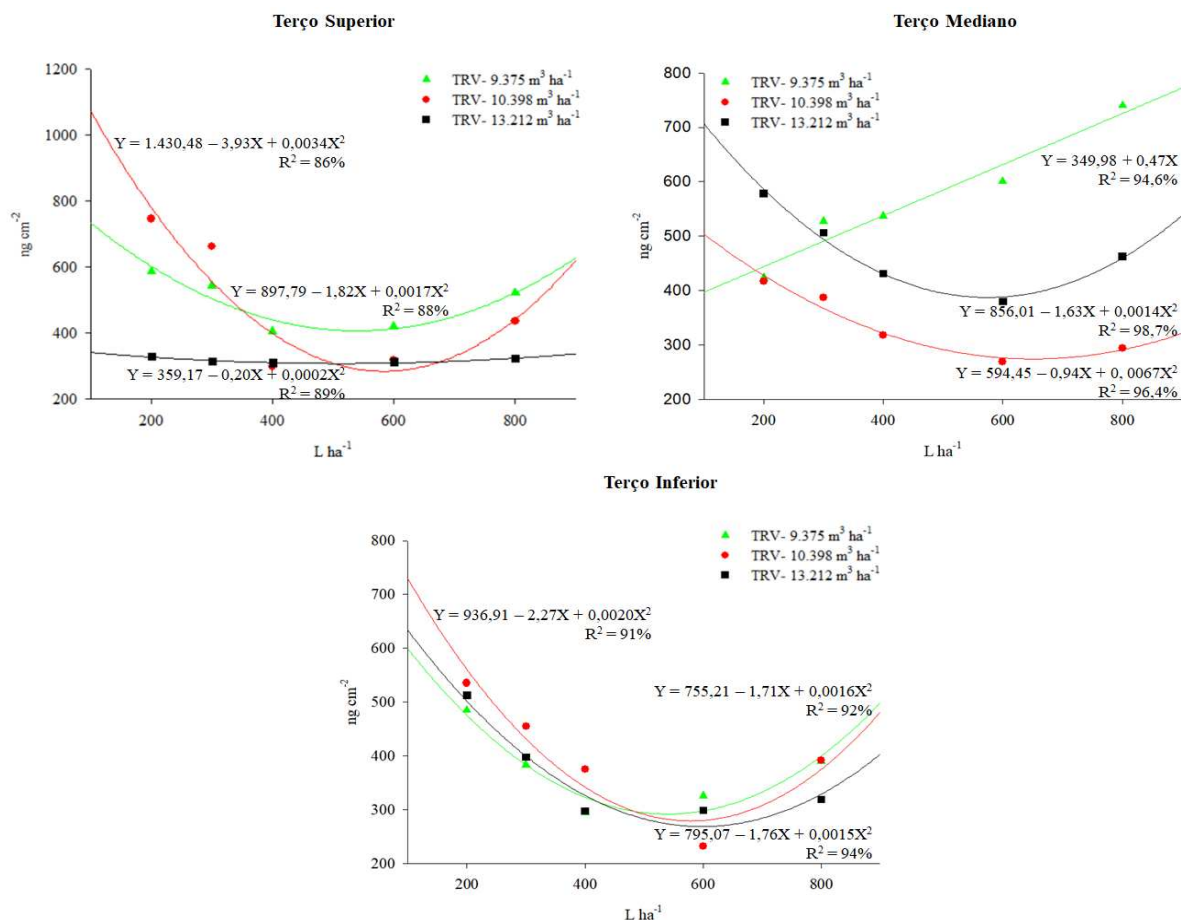 Terço Superior
1200
1000
800
600
400
200
ng cm⁻²
TRV- 9.375 m³ ha⁻¹
TRV- 10.398 m³ ha⁻¹
TRV- 13.212 m³ ha⁻¹
Y = 1.430,48 – 3,93X + 0,0034X²
R² = 86%
Y = 897,79 – 1,82X + 0,0017X²
R² = 88%
Y = 359,17 – 0,20X + 0,0002X²
R² = 89%
200 400 600 800
L ha⁻¹
Terço Mediano
800
700
600
500
400
300
200
ng cm⁻²
TRV- 9.375 m³ ha⁻¹
TRV- 10.398 m³ ha⁻¹
TRV- 13.212 m³ ha⁻¹
Y = 349,98 + 0,47X
R² = 94,6%
Y = 856,01 – 1,63X + 0,0014X²
R² = 98,7%
Y = 594,45 – 0,94X + 0, 0067X²
R² = 96,4%
200 400 600 800
L ha⁻¹
Terço Inferior
800
700
600
500
400
300
200
ng cm⁻²
TRV- 9.375 m³ ha⁻¹
TRV- 10.398 m³ ha⁻¹
TRV- 13.212 m³ ha⁻¹
Y = 936,91 – 2,27X + 0,0020X²
R² = 91%
Y = 755,21 – 1,71X + 0,0016X²
R² = 92%
Y = 795,07 – 1,76X + 0,0015X²
R² = 94%
200 400 600 800
L ha⁻¹